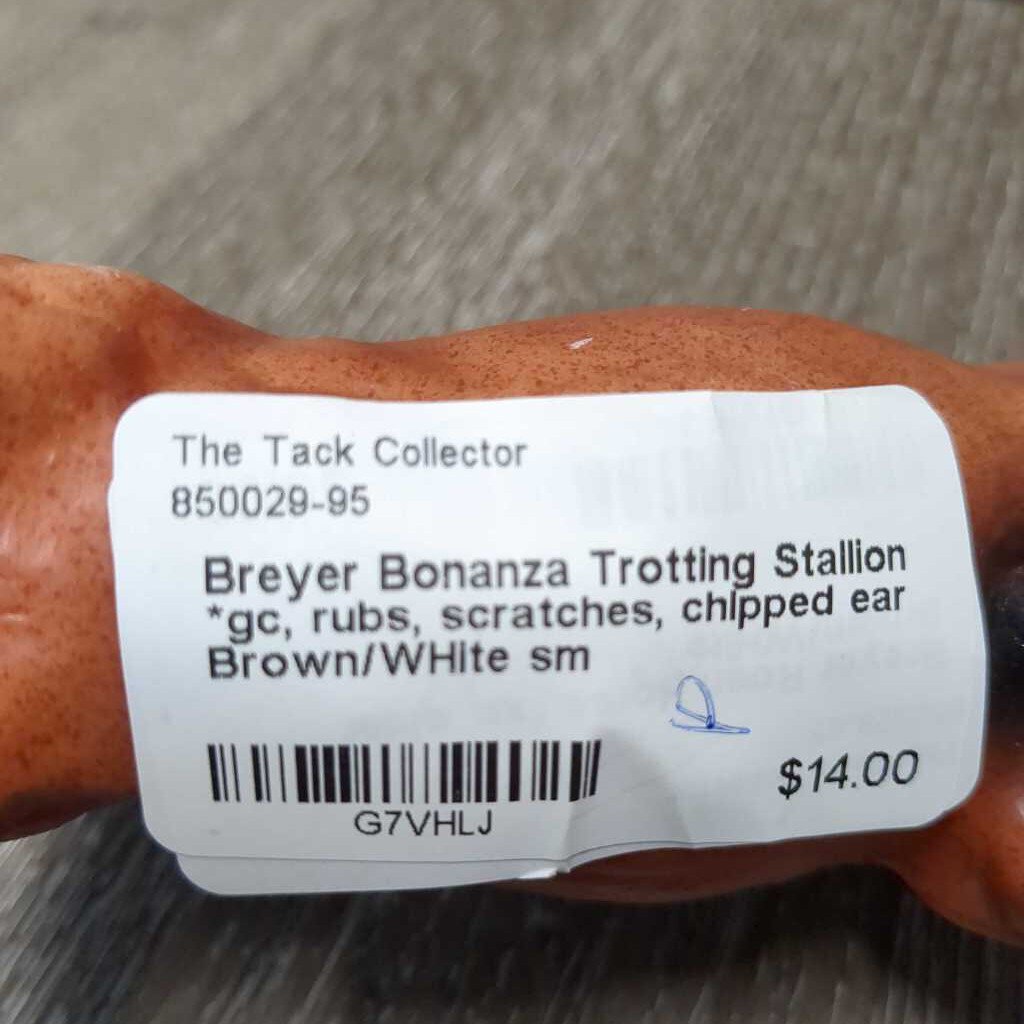 The Tack Collector
850029-95
Breyer Bonanza Trotting Stallion
*gc, rubs, scratches, chipped ear
Brown/WHite sm
$14.00
G7VHLJ